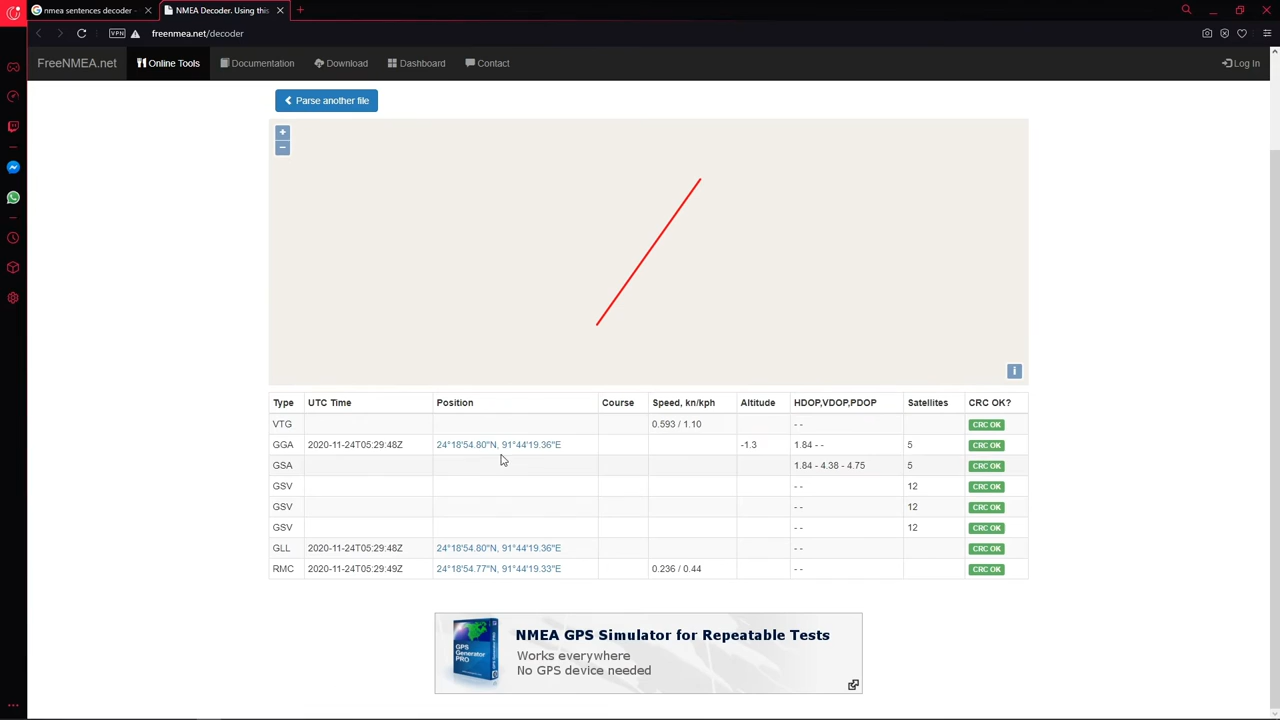 nmea sentences decoder -
NMEA Decoder. Using this
VPN
freenmea.net/decoder
FreeNMEA.net
Online Tools
Documentation
Download
Dashboard
Contact
Log In
Parse another file
+
−
i
Type UTC Time Position Course Speed, kn/kph Altitude HDOP,VDOP,PDOP Satellites CRC OK?
VTG 0.593 / 1.10 - - CRC OK
GGA 2020-11-24T05:29:48Z 24°18'54.80"N, 91°44'19.36"E -1.3 1.84 - - 5 CRC OK
GSA 1.84 - 4.38 - 4.75 5 CRC OK
GSV - - 12 CRC OK
GSV - - 12 CRC OK
GSV - - 12 CRC OK
GLL 2020-11-24T05:29:48Z 24°18'54.80"N, 91°44'19.36"E - - CRC OK
RMC 2020-11-24T05:29:49Z 24°18'54.77"N, 91°44'19.33"E 0.236 / 0.44 - - CRC OK
GPS
GENERATOR
PRO
NMEA GPS Simulator for Repeatable Tests
Works everywhere
No GPS device needed